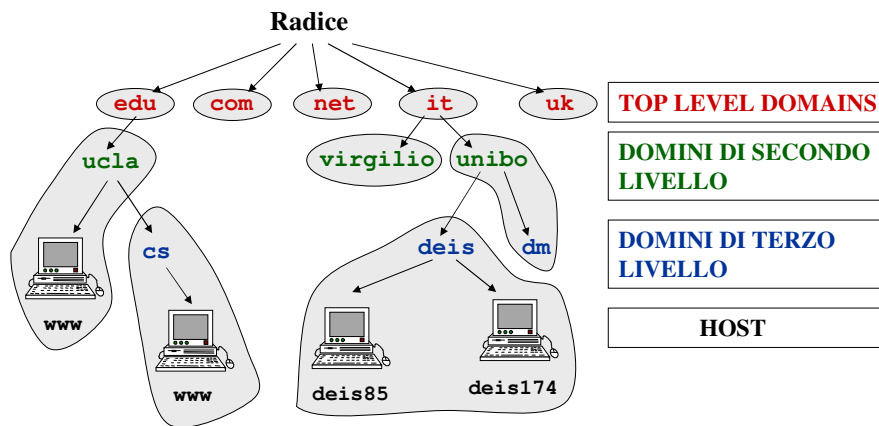 Radice
edu com net it uk
TOP LEVEL DOMAINS
ucla virgilio unibo
DOMINI DI SECONDO
LIVELLO
cs deis dm
DOMINI DI TERZO
LIVELLO
www
HOST
www deis85 deis174